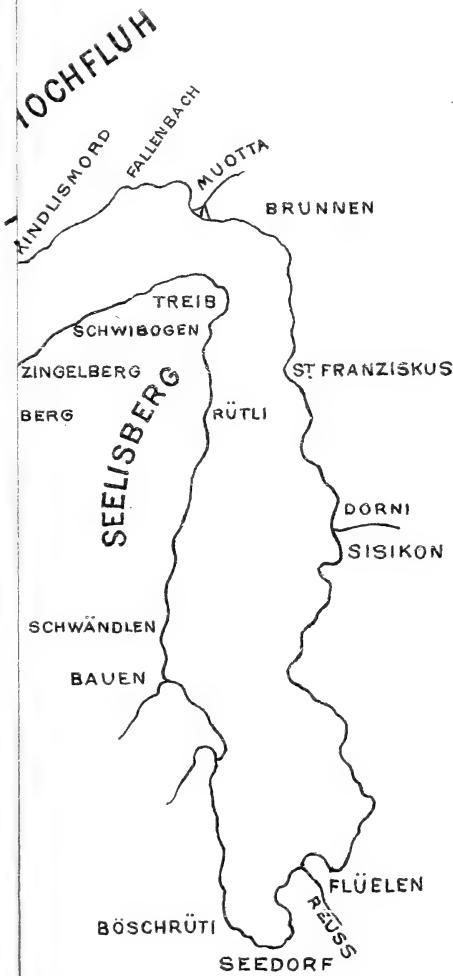 HOCHFLUH
FALLENBACH
KINDLISMORD
MUOTTA
BRUNNEN
TREIB
SCHWIBOGEN
ZINGELBERG
ST. FRANZISKUS
BERG
SEELISBERG
RÜTLI
DORNI
SISIKON
SCHWÄNDLEN
BAUEN
FLÜELEN
REUSS
BÖSCHRÜTI
SEEDORF